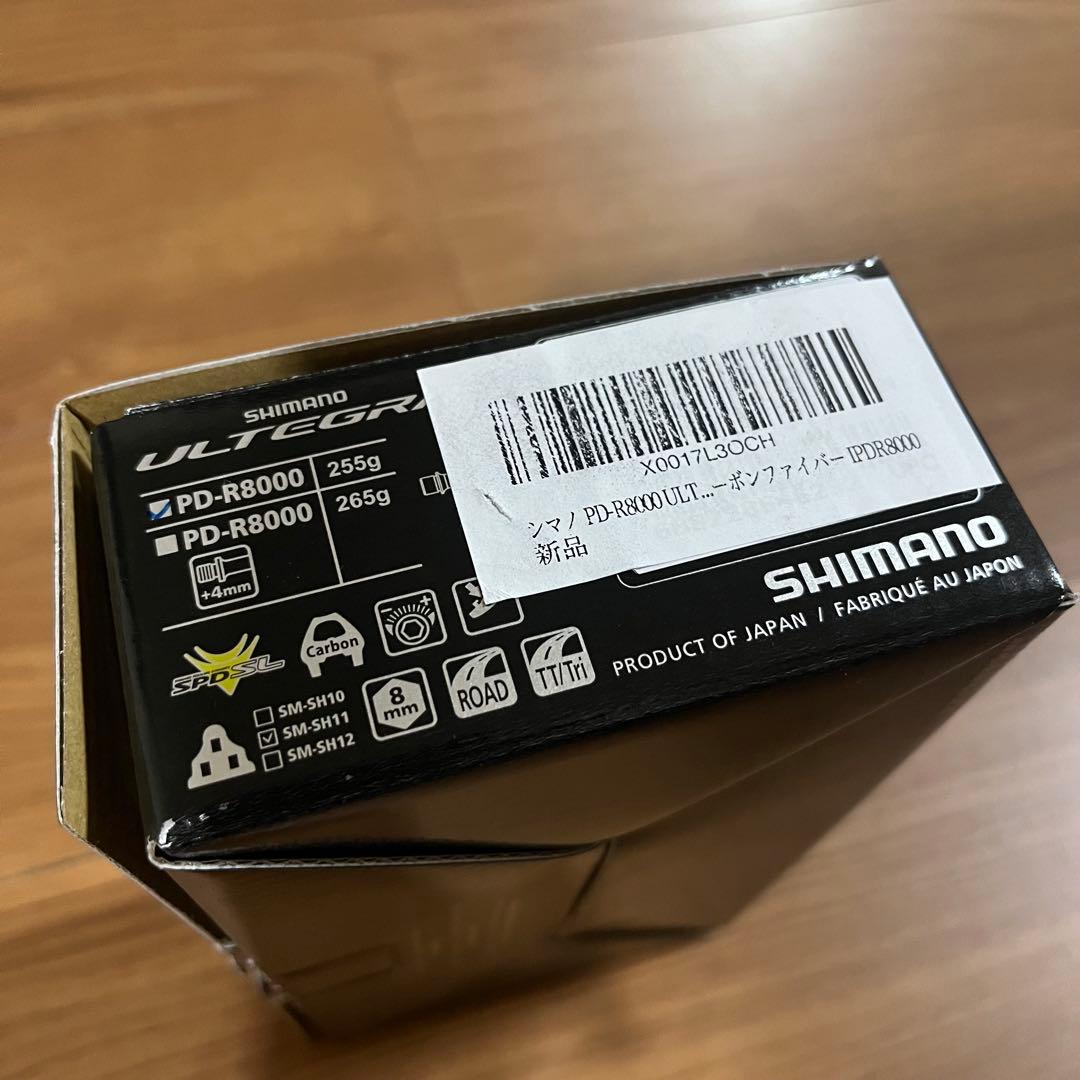 SHIMANO
ULTEGRA
PD-R8000 255g
PD-R8000 265g
+4mm
X0017L3OCH
シマノ PD-R8000 ULT...ーボンファイバー IPDR8000
新品
SHIMANO
PRODUCT OF JAPAN / FABRIQUÉ AU JAPON
SPD-SL
Carbon
SM-SH10
SM-SH11
SM-SH12
8mm
ROAD
TT/Tri